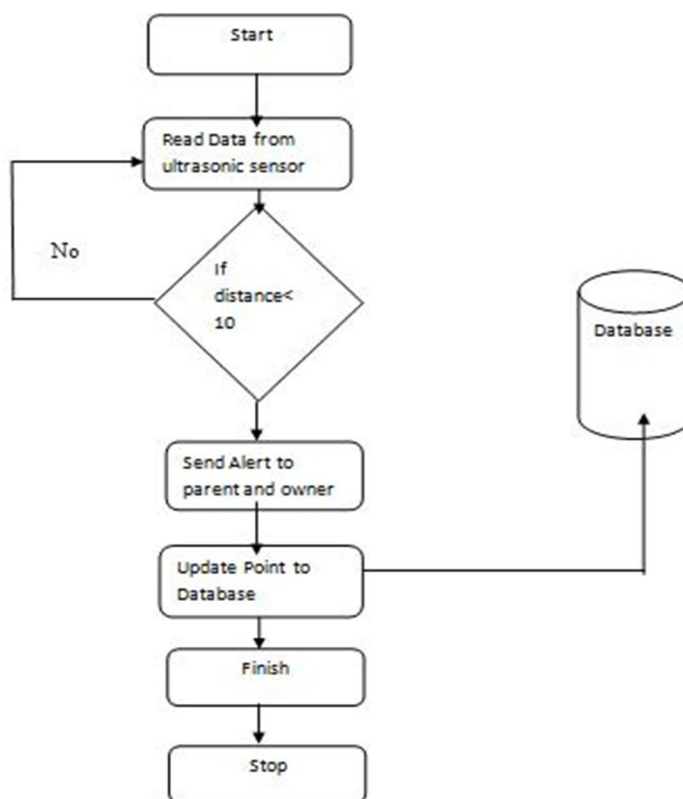 Start
Read Data from
ultrasonic sensor
No
If
distance<
10
Database
Send Alert to
parent and owner
Update Point to
Database
Finish
Stop